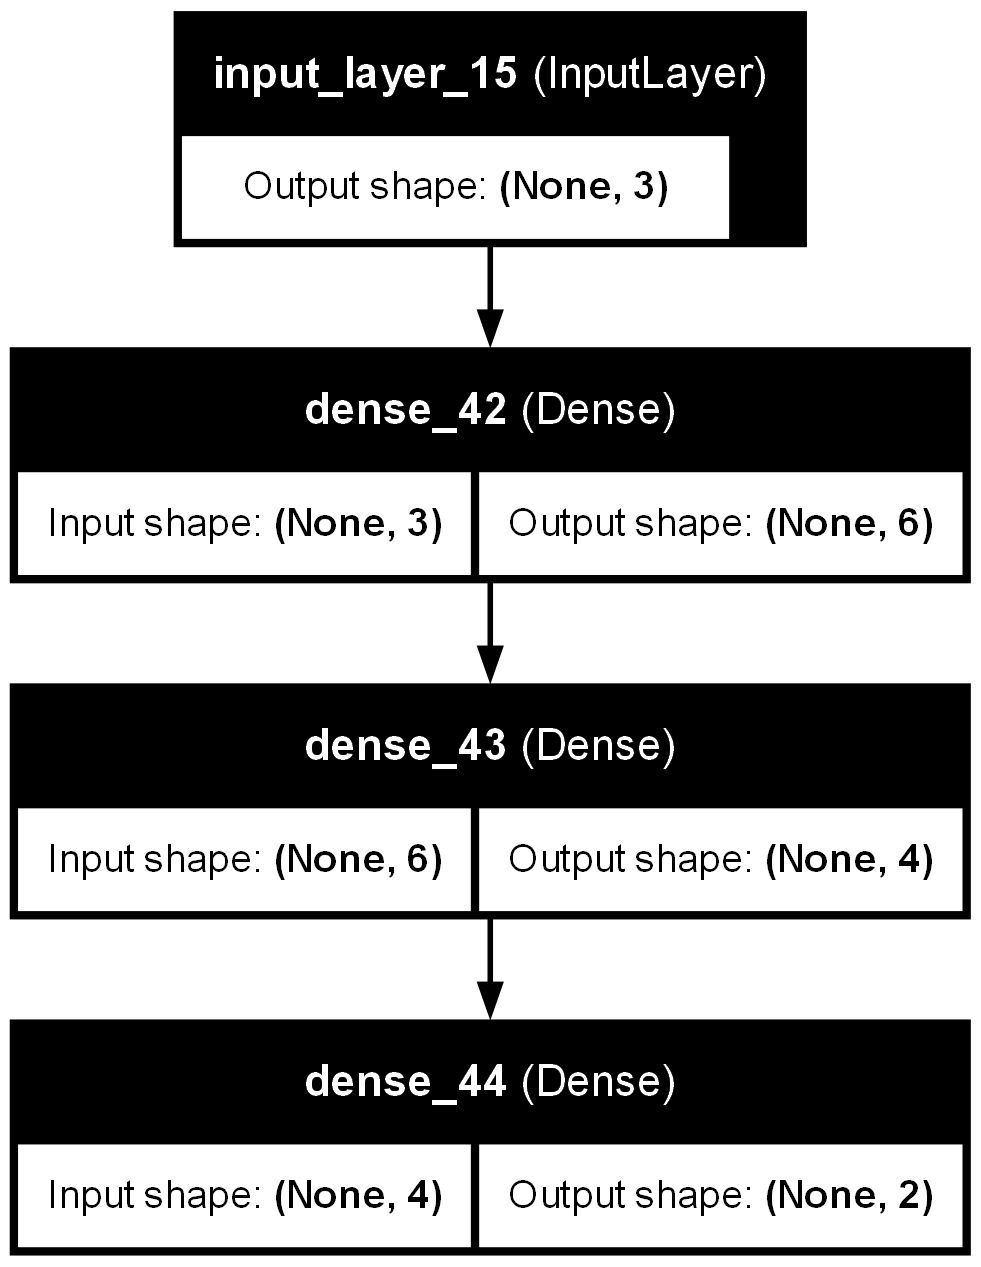 input_layer_15 (InputLayer)
Output shape: (None, 3)
dense_42 (Dense)
Input shape: (None, 3) Output shape: (None, 6)
dense_43 (Dense)
Input shape: (None, 6) Output shape: (None, 4)
dense_44 (Dense)
Input shape: (None, 4) Output shape: (None, 2)